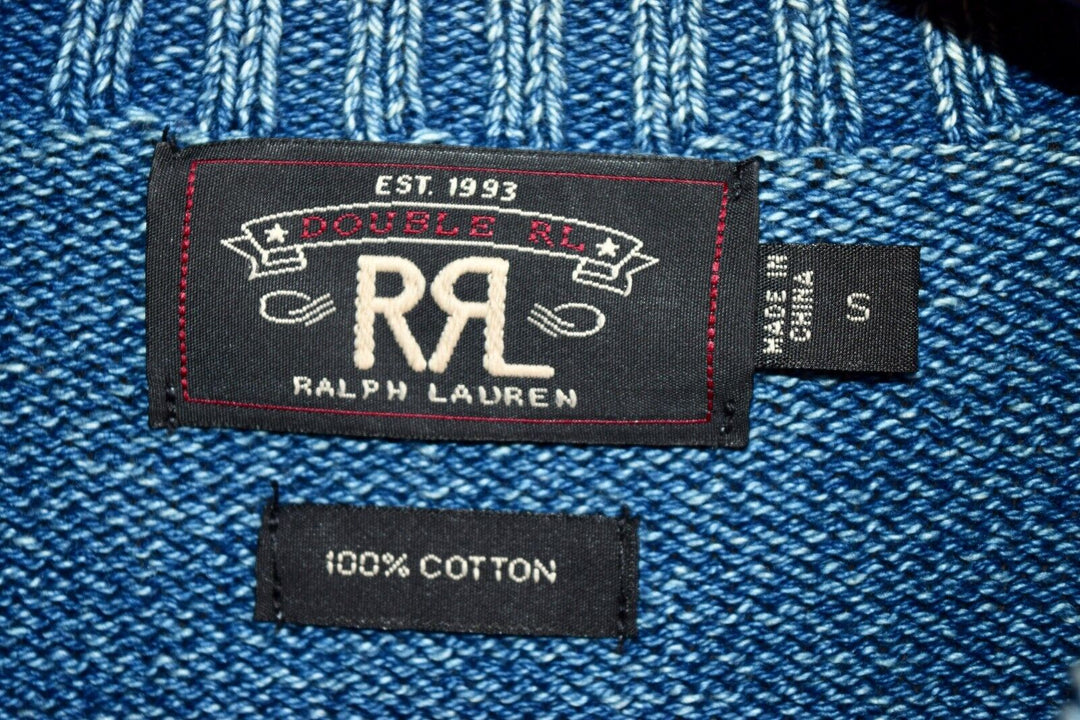 EST. 1993
DOUBLE RL
RRL
RALPH LAUREN
MADE IN
CHINA
S
100% COTTON